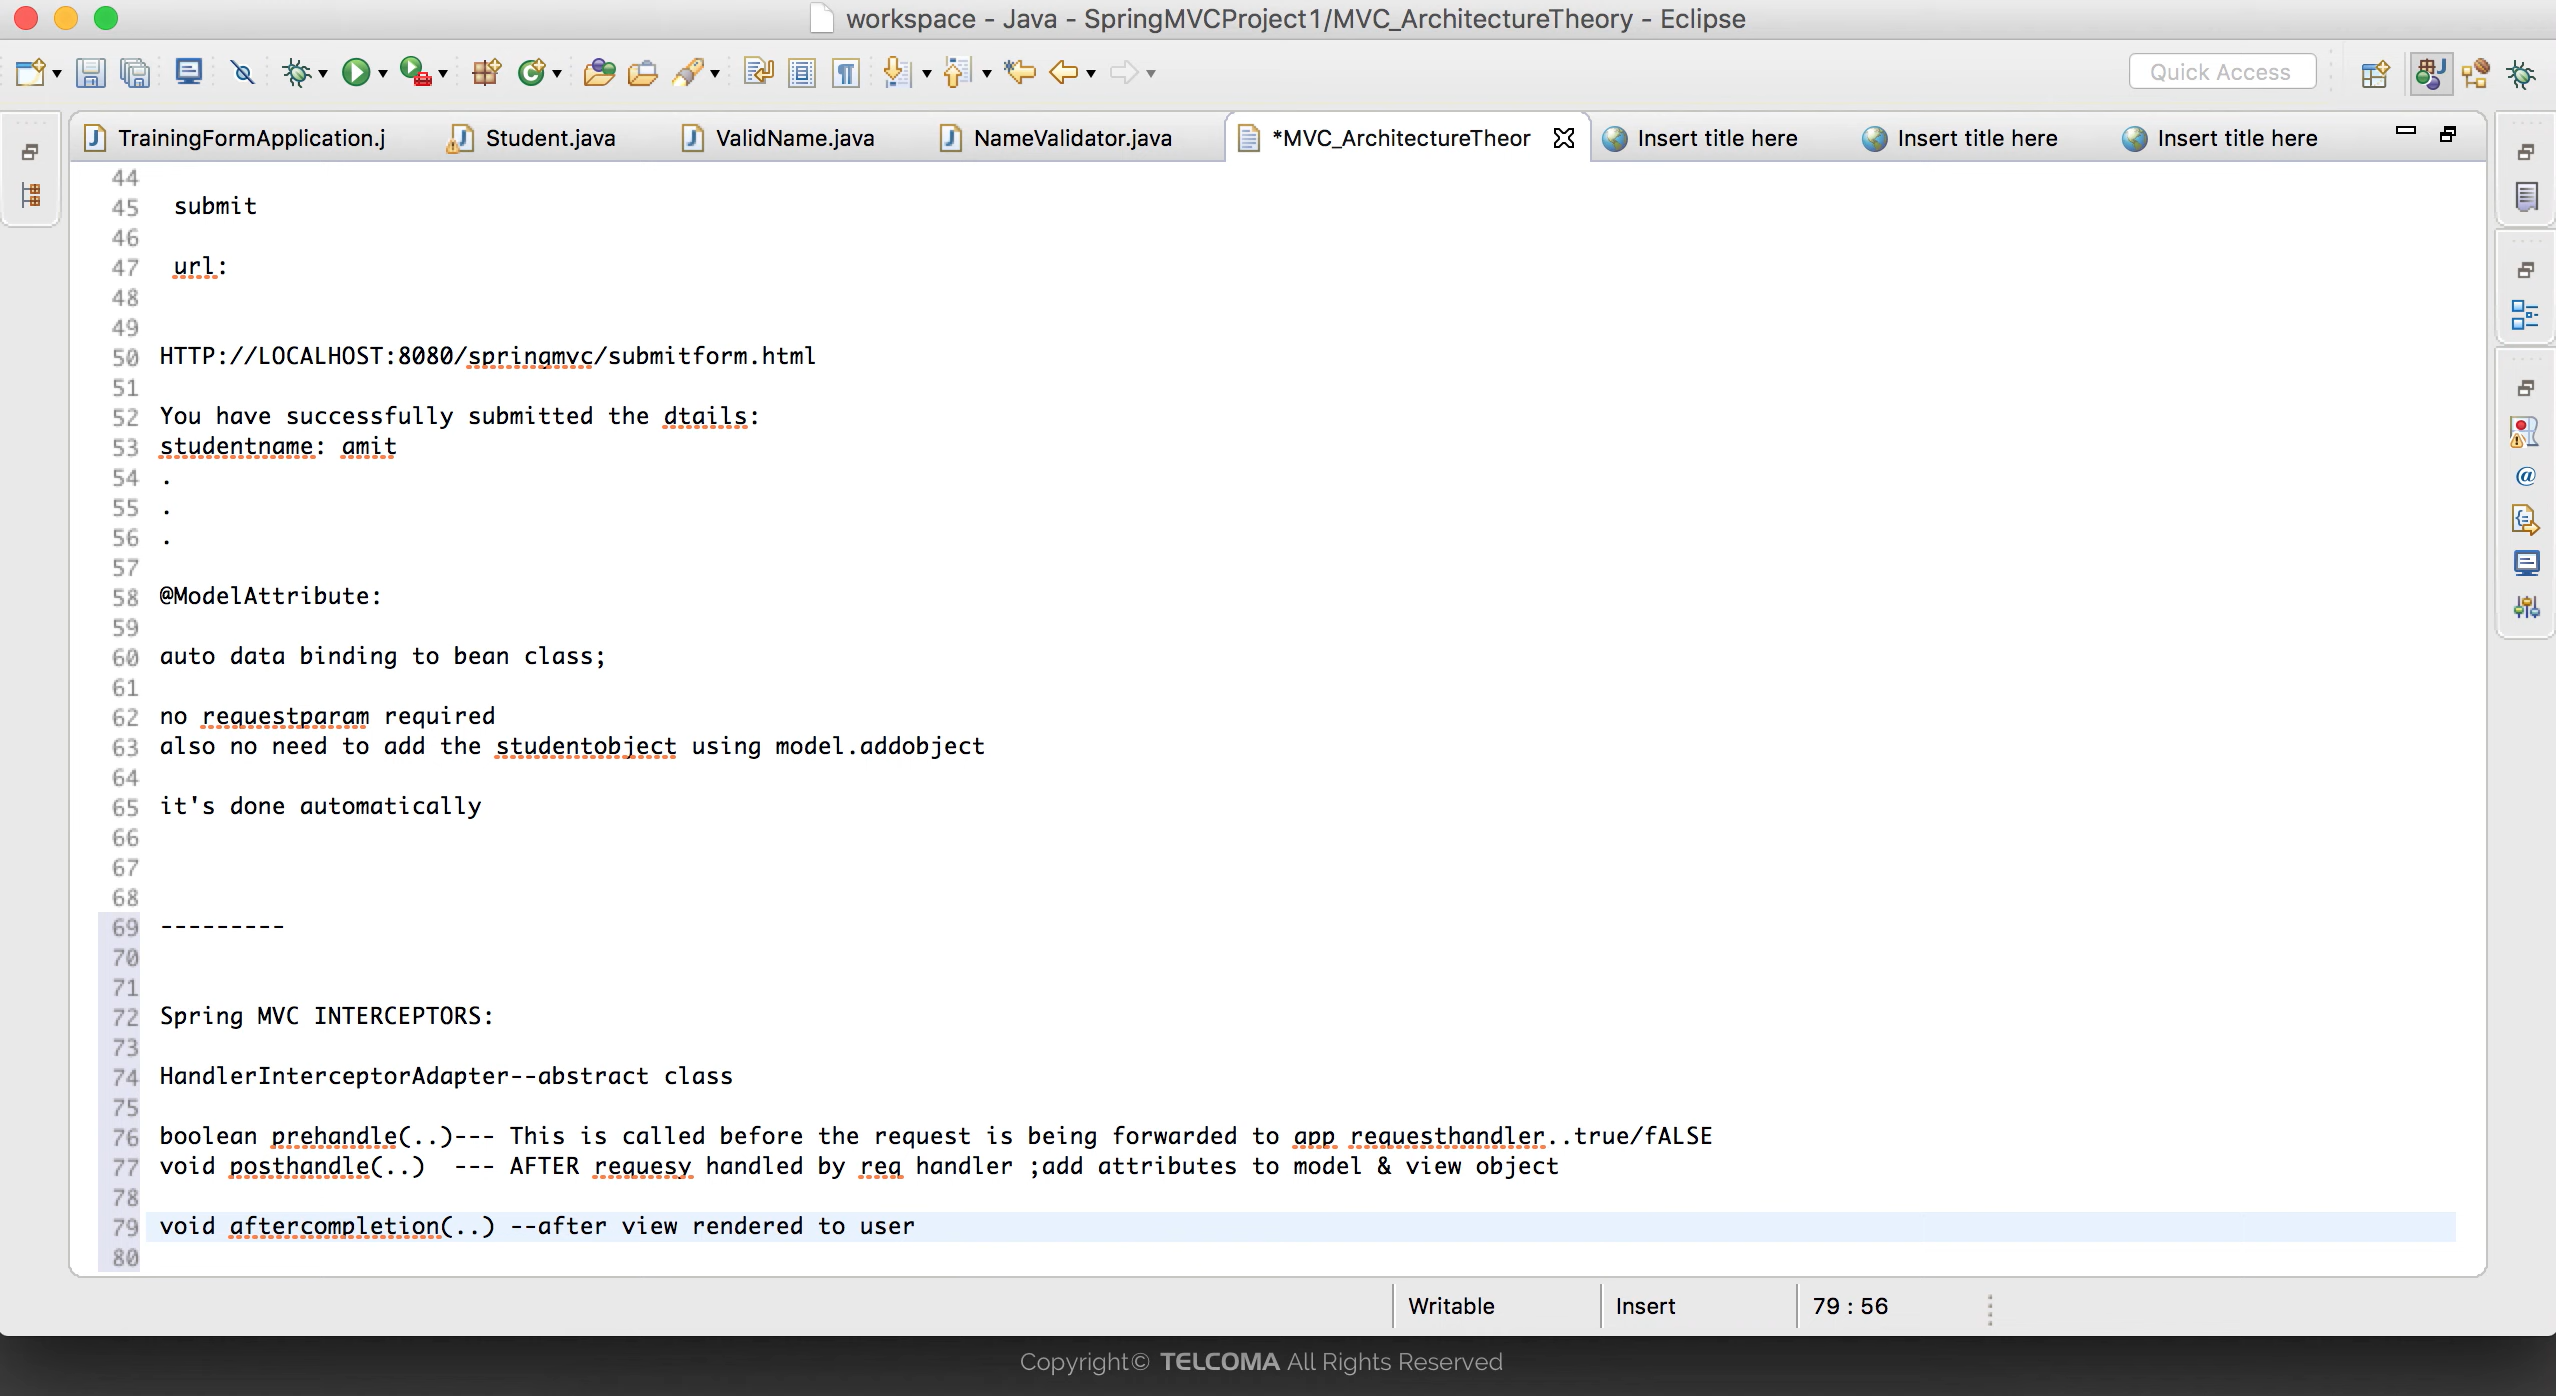 workspace - Java - SpringMVCProject1/MVC_ArchitectureTheory - Eclipse
Quick Access
TrainingFormApplication.j
Student.java
ValidName.java
NameValidator.java
*MVC_ArchitectureTheor
Insert title here
Insert title here
Insert title here
44
45 submit
46
47 url:
48
49
50 HTTP://LOCALHOST:8080/springmvc/submitform.html
51
52 You have successfully submitted the dtails:
53 studentname: amit
54 .
55 .
56 .
57
58 @ModelAttribute:
59
60 auto data binding to bean class;
61
62 no requestparam required
63 also no need to add the studentobject using model.addobject
64
65 it's done automatically
66
67
68
69 ---------
70
71
72 Spring MVC INTERCEPTORS:
73
74 HandlerInterceptorAdapter--abstract class
75
76 boolean prehandle(..)--- This is called before the request is being forwarded to app requesthandler..true/fALSE
77 void posthandle(..)  --- AFTER requesy handled by req handler ;add attributes to model & view object
78
79 void aftercompletion(..) --after view rendered to user
80
Writable
Insert
79 : 56
Copyright© TELCOMA All Rights Reserved